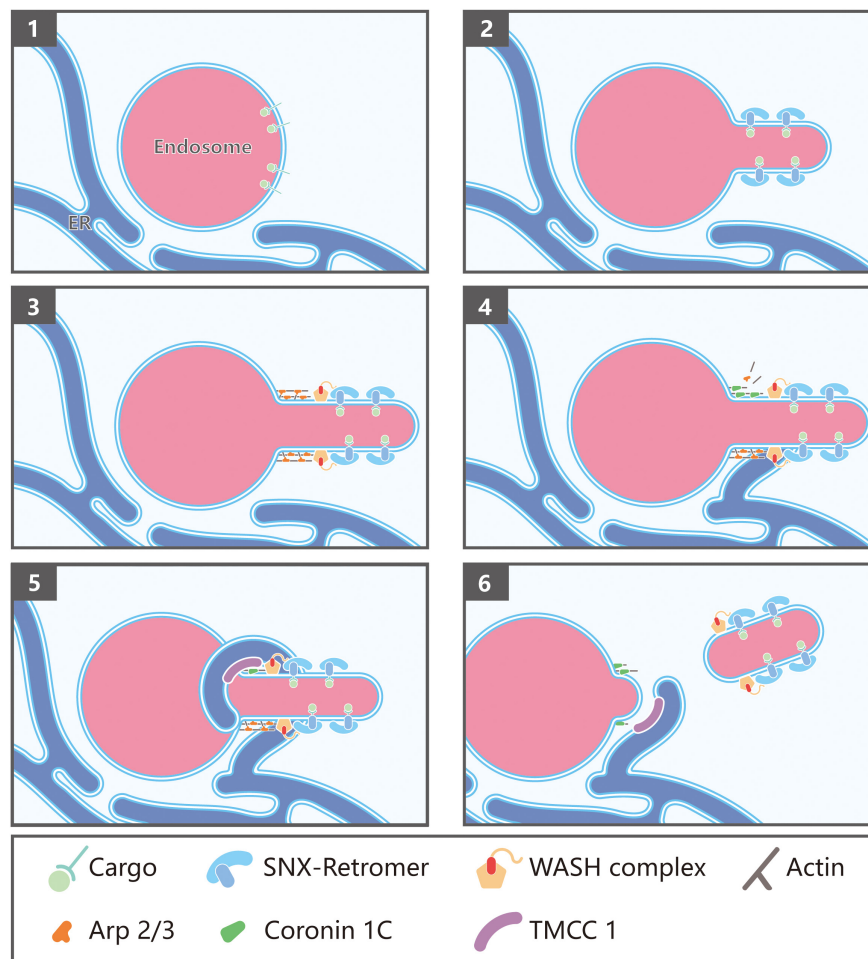 1
2
Endosome
ER
3
4
5
6
Cargo
SNX-Retromer
WASH complex
Actin
Arp 2/3
Coronin 1C
TMCC 1